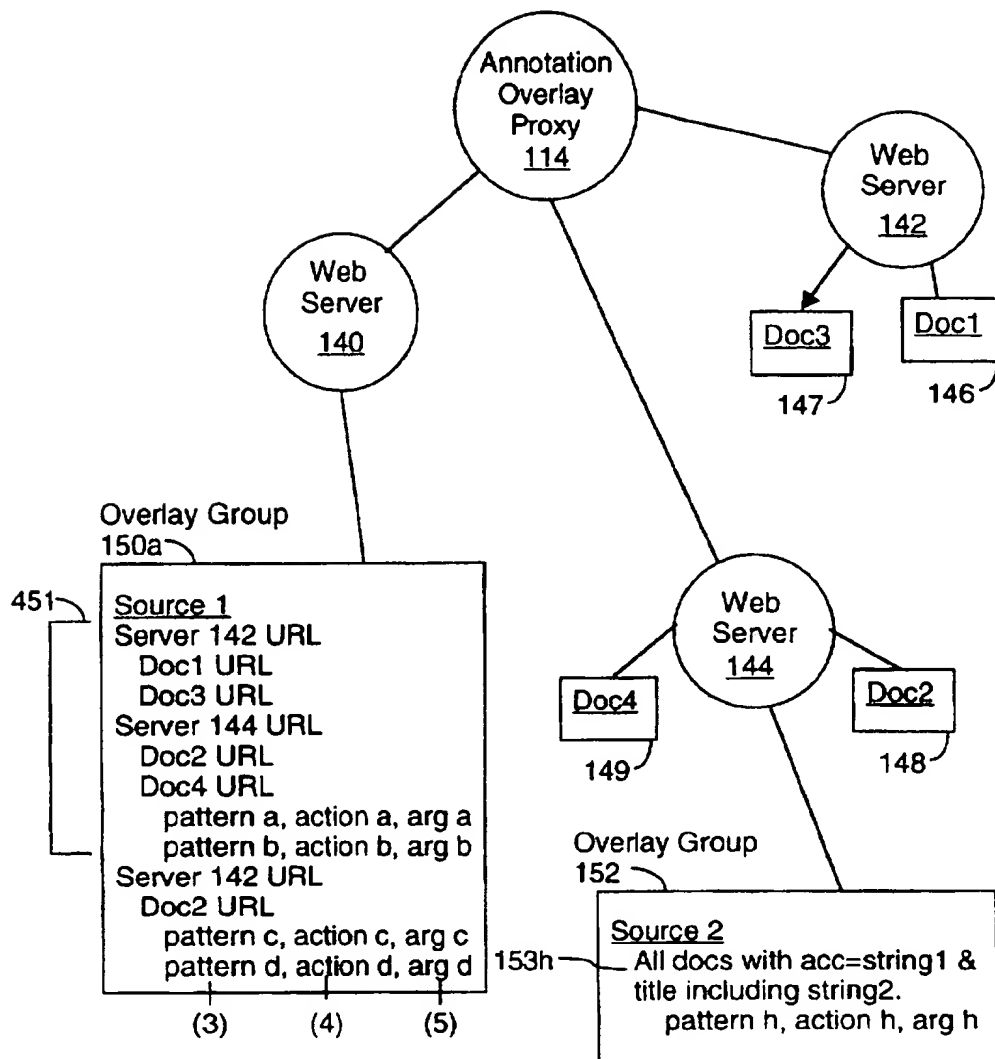 Annotation
Overlay
Proxy
114
Web
Server
142
Web
Server
140
Doc3
Doc1
147
146
Overlay Group
150a
451
Source 1
Server 142 URL
Doc1 URL
Doc3 URL
Server 144 URL
Doc2 URL
Doc4 URL
pattern a, action a, arg a
pattern b, action b, arg b
Server 142 URL
Doc2 URL
pattern c, action c, arg c
pattern d, action d, arg d
(3) (4) (5)
Web
Server
144
Doc4
Doc2
149
148
Overlay Group
152
Source 2
153h
All docs with acc=string1 &
title including string2.
pattern h, action h, arg h